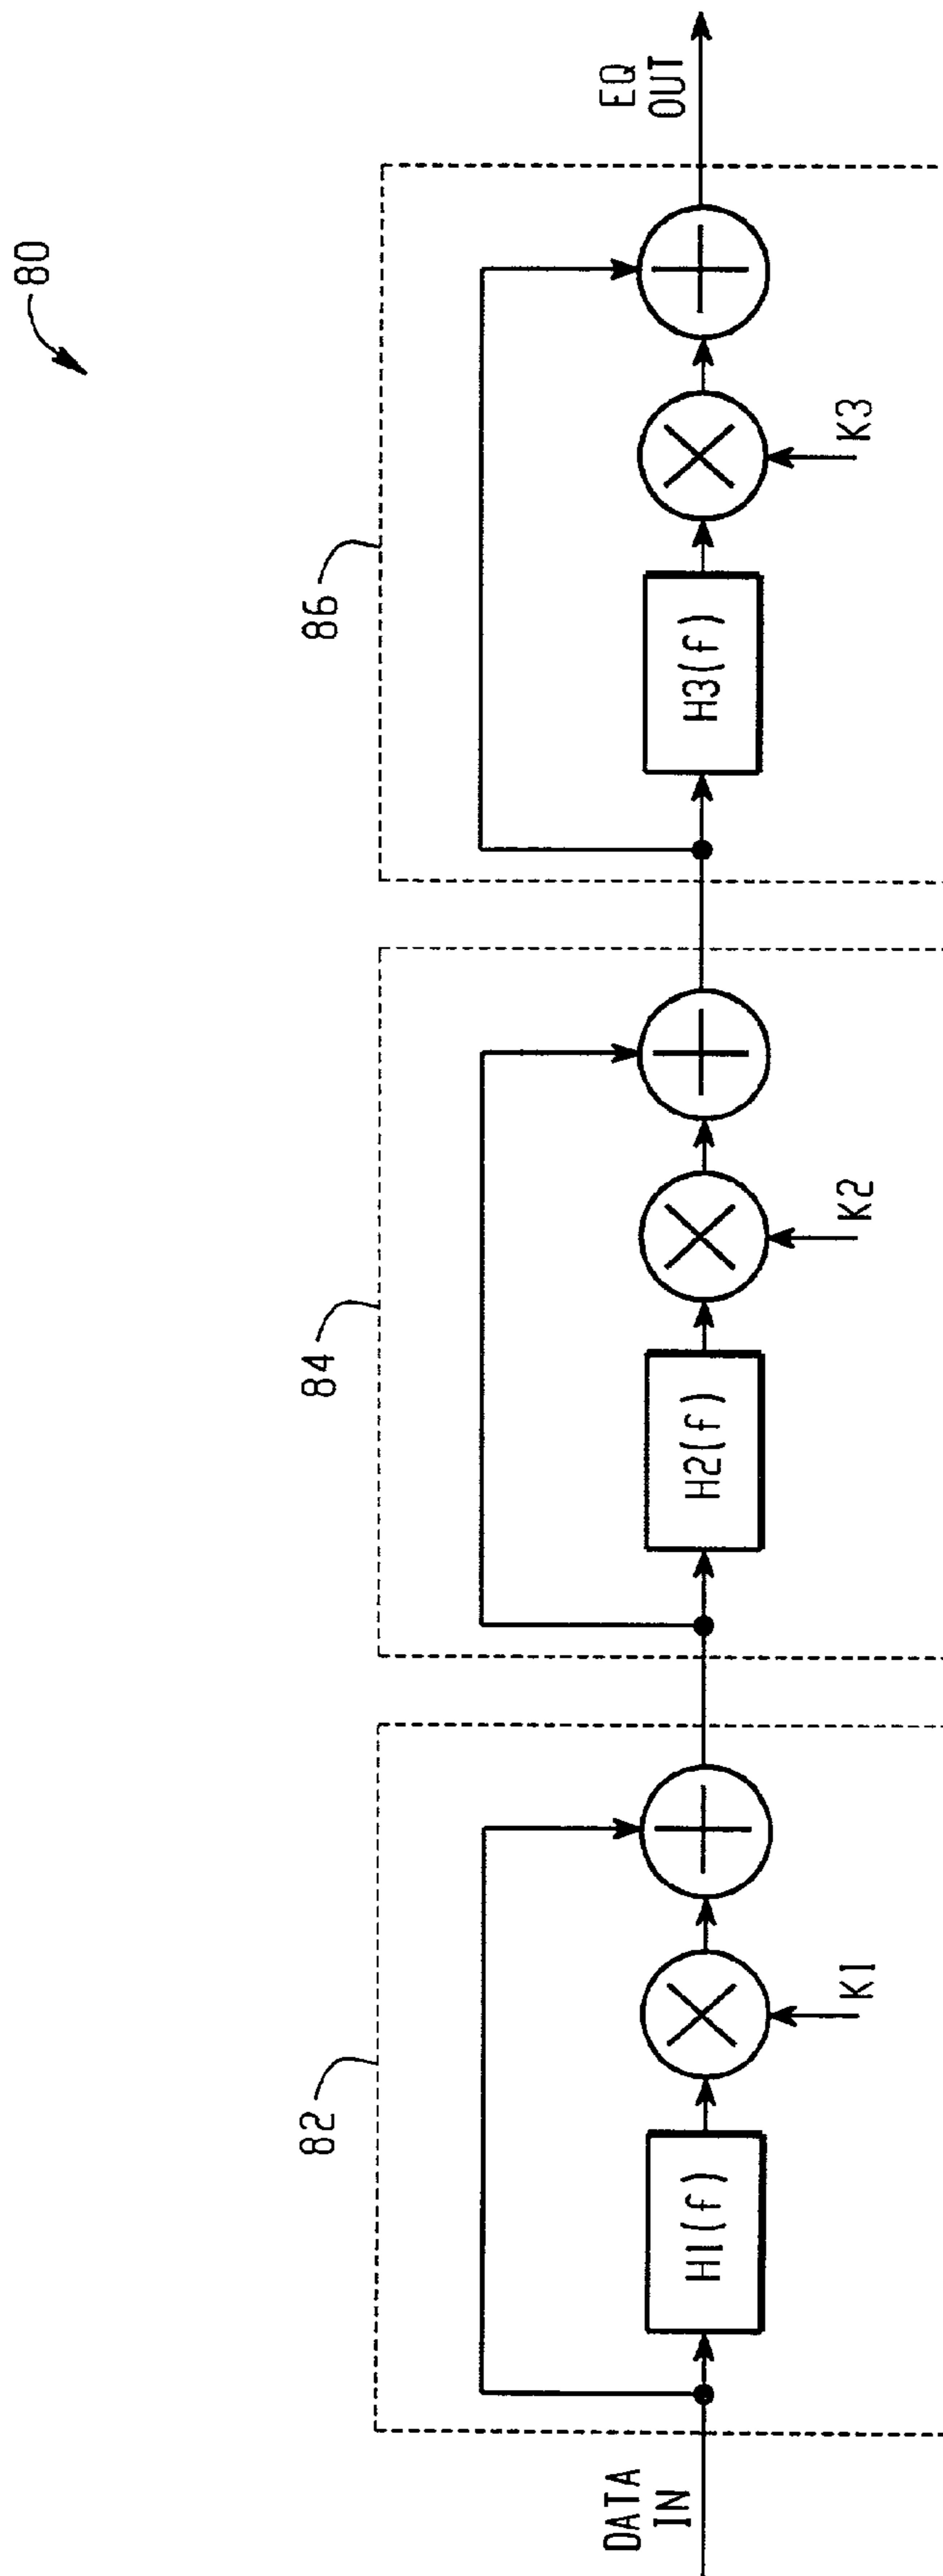 80
82
84
86
DATA
IN
H1(f)
K1
H2(f)
K2
H3(f)
K3
EQ
OUT